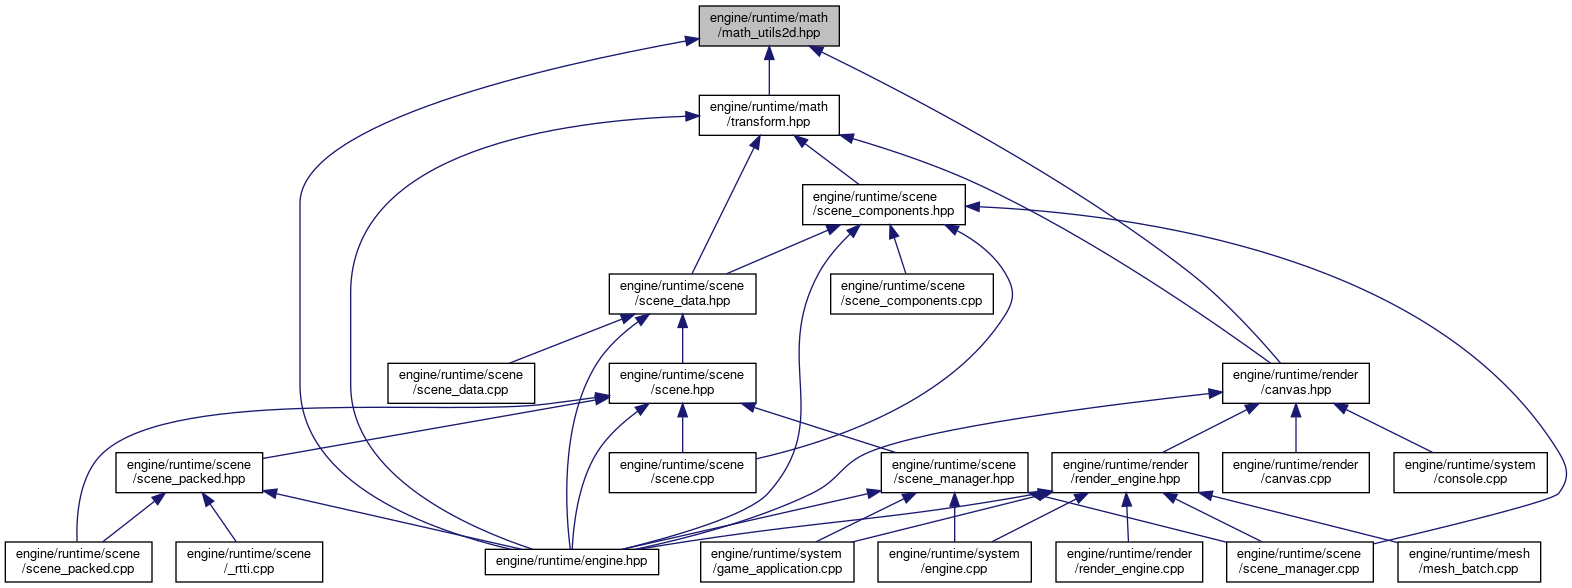 engine/runtime/math
/math_utils2d.hpp
engine/runtime/math
/transform.hpp
engine/runtime/scene
/scene_components.hpp
engine/runtime/scene
/scene_data.hpp
engine/runtime/scene
/scene_components.cpp
engine/runtime/scene
/scene_data.cpp
engine/runtime/scene
/scene.hpp
engine/runtime/render
/canvas.hpp
engine/runtime/scene
/scene_packed.hpp
engine/runtime/scene
/scene.cpp
engine/runtime/scene
/scene_manager.hpp
engine/runtime/render
/render_engine.hpp
engine/runtime/render
/canvas.cpp
engine/runtime/system
/console.cpp
engine/runtime/scene
/scene_packed.cpp
engine/runtime/scene
/_rtti.cpp
engine/runtime/engine.hpp
engine/runtime/system
/game_application.cpp
engine/runtime/system
/engine.cpp
engine/runtime/render
/render_engine.cpp
engine/runtime/scene
/scene_manager.cpp
engine/runtime/mesh
/mesh_batch.cpp